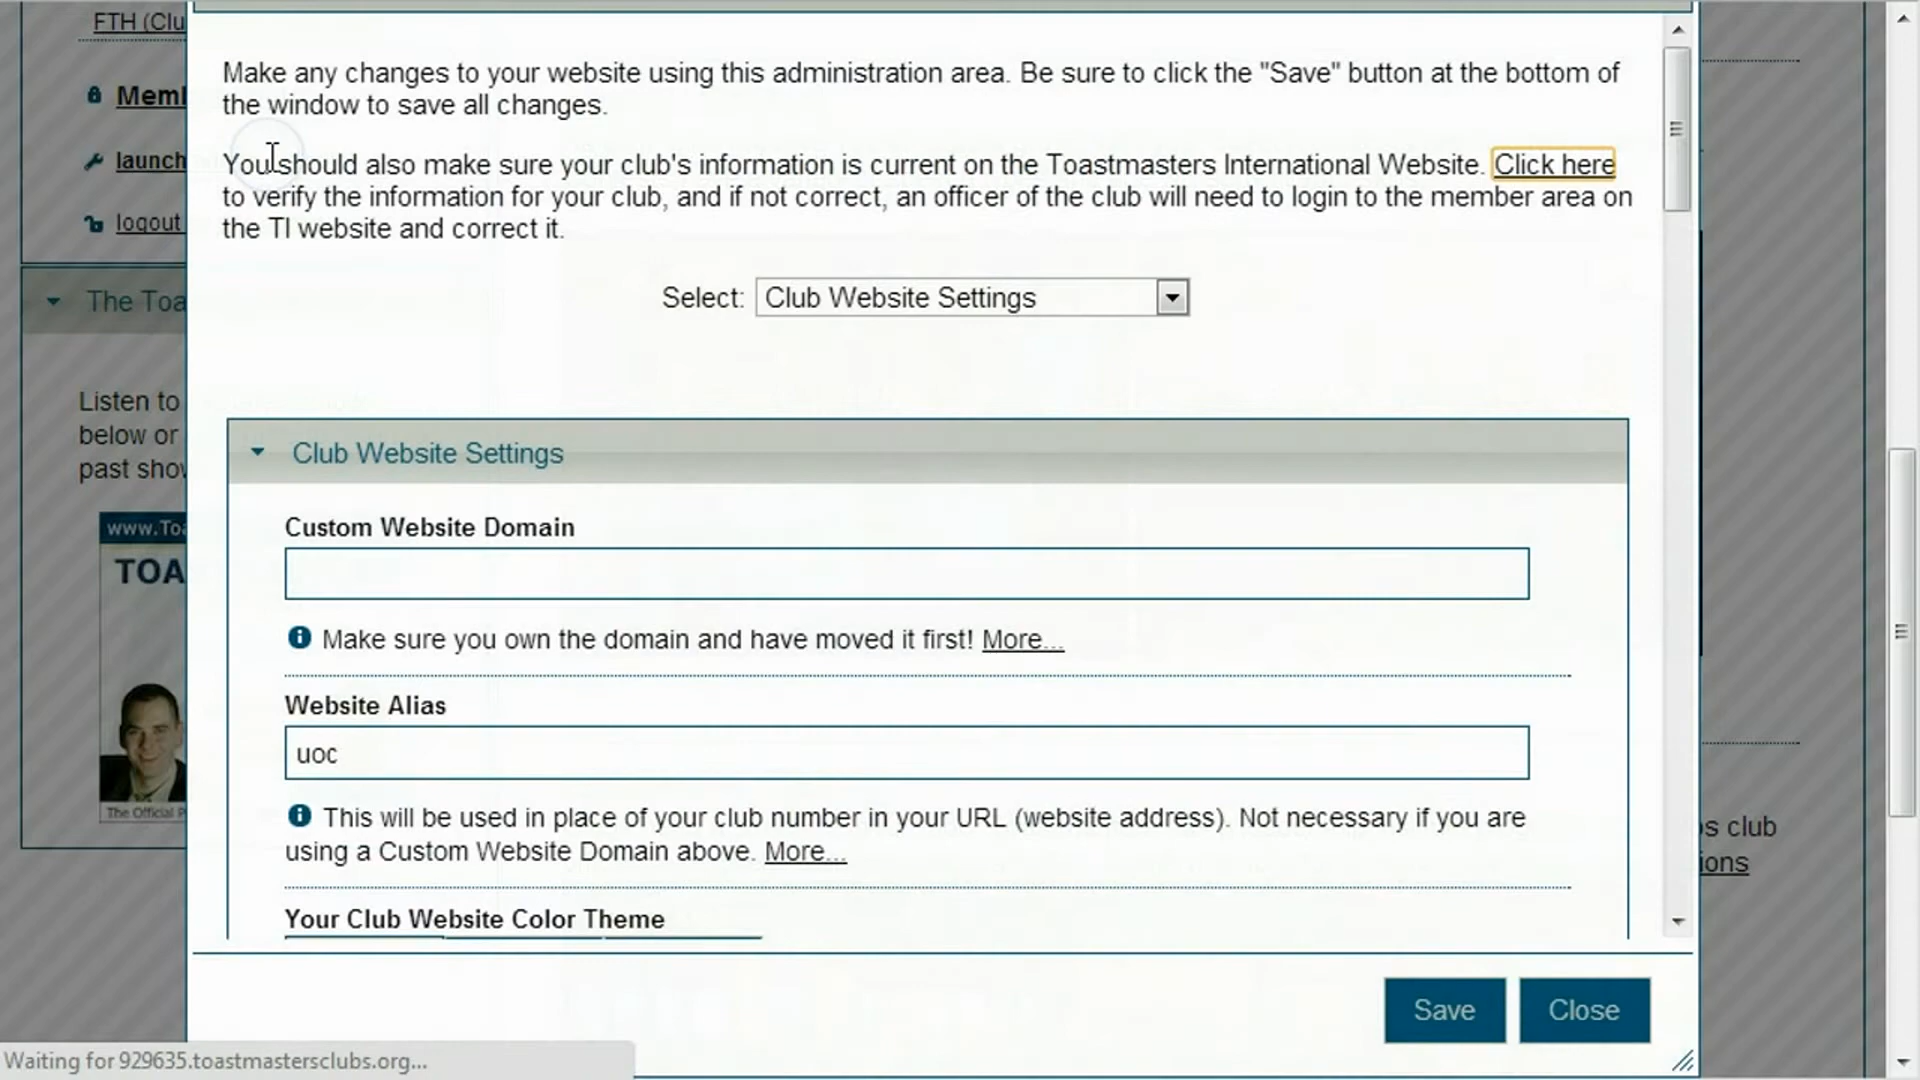 FTH (Clu
Make any changes to your website using this administration area. Be sure to click the "Save" button at the bottom of
the window to save all changes.
Memb
launch
You should also make sure your club's information is current on the Toastmasters International Website. Click here
to verify the information for your club, and if not correct, an officer of the club will need to login to the member area on
the TI website and correct it.
logout
Select: Club Website Settings
The Toa
Listen to
below or
past show
Club Website Settings
Custom Website Domain
www.Toa
TOA
Make sure you own the domain and have moved it first! More...
Website Alias
uoc
The Official P
This will be used in place of your club number in your URL (website address). Not necessary if you are
using a Custom Website Domain above. More...
s club
ions
Your Club Website Color Theme
Save
Close
Waiting for 929635.toastmastersclubs.org...